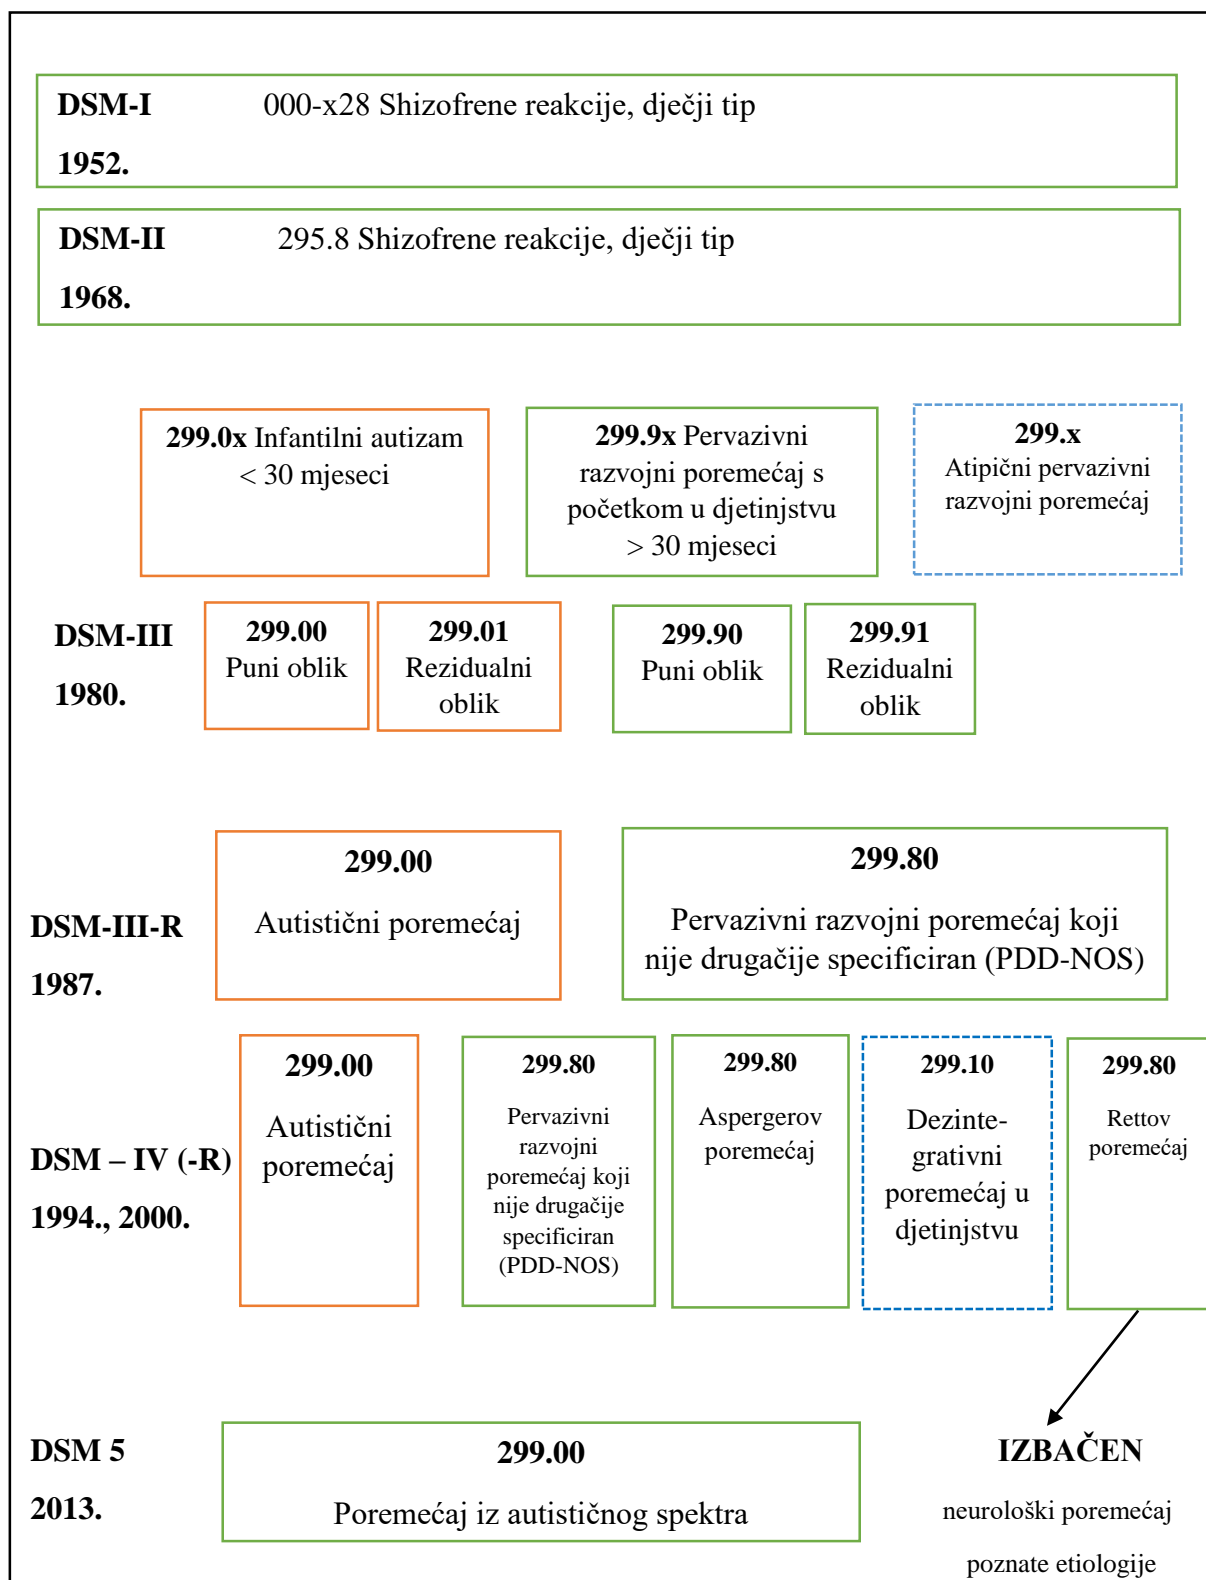 DSM-I 000-x28 Shizofrene reakcije, dječji tip
1952.
DSM-II 295.8 Shizofrene reakcije, dječji tip
1968.
299.0x Infantilni autizam
< 30 mjeseci
299.9x Pervazivni
razvojni poremećaj s
početkom u djetinjstvu
> 30 mjeseci
299.x
Atipični pervazivni
razvojni poremećaj
DSM-III
1980.
299.00
Puni oblik
299.01
Rezidualni
oblik
299.90
Puni oblik
299.91
Rezidualni
oblik
DSM-III-R
1987.
299.00
Autistični poremećaj
299.80
Pervazivni razvojni poremećaj koji
nije drugačije specificiran (PDD-NOS)
DSM – IV (-R)
1994., 2000.
299.00
Autistični
poremećaj
299.80
Pervazivni
razvojni
poremećaj koji
nije drugačije
specificiran
(PDD-NOS)
299.80
Aspergerov
poremećaj
299.10
Dezinte-
grativni
poremećaj u
djetinjstvu
299.80
Rettov
poremećaj
DSM 5
2013.
299.00
Poremećaj iz autističnog spektra
IZBAČEN
neurološki poremećaj
poznate etiologije